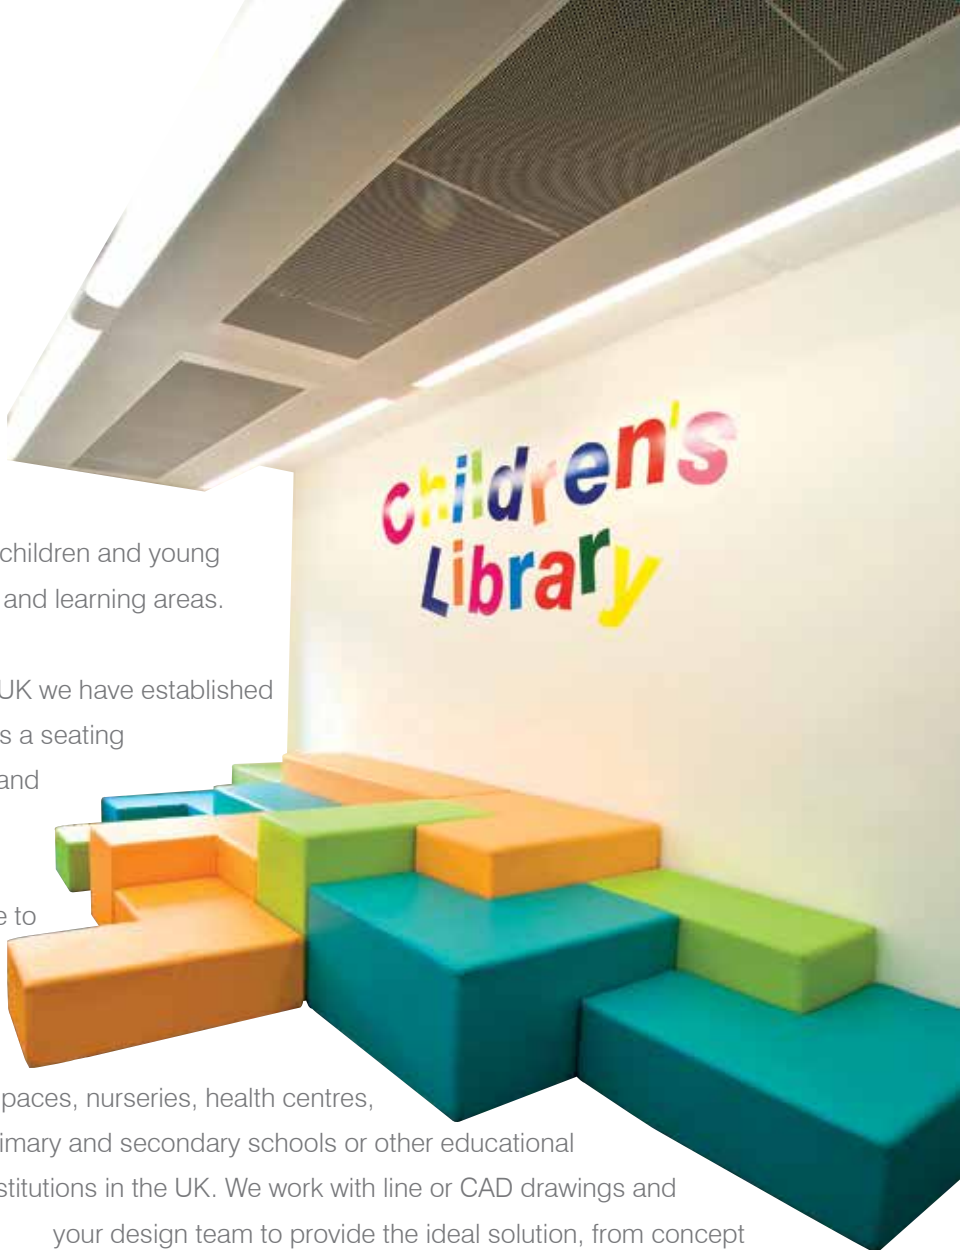 children's
Library
children and young
and learning areas.
UK we have established
s a seating
and
e to
paces, nurseries, health centres,
imary and secondary schools or other educational
stitutions in the UK. We work with line or CAD drawings and
your design team to provide the ideal solution, from concept